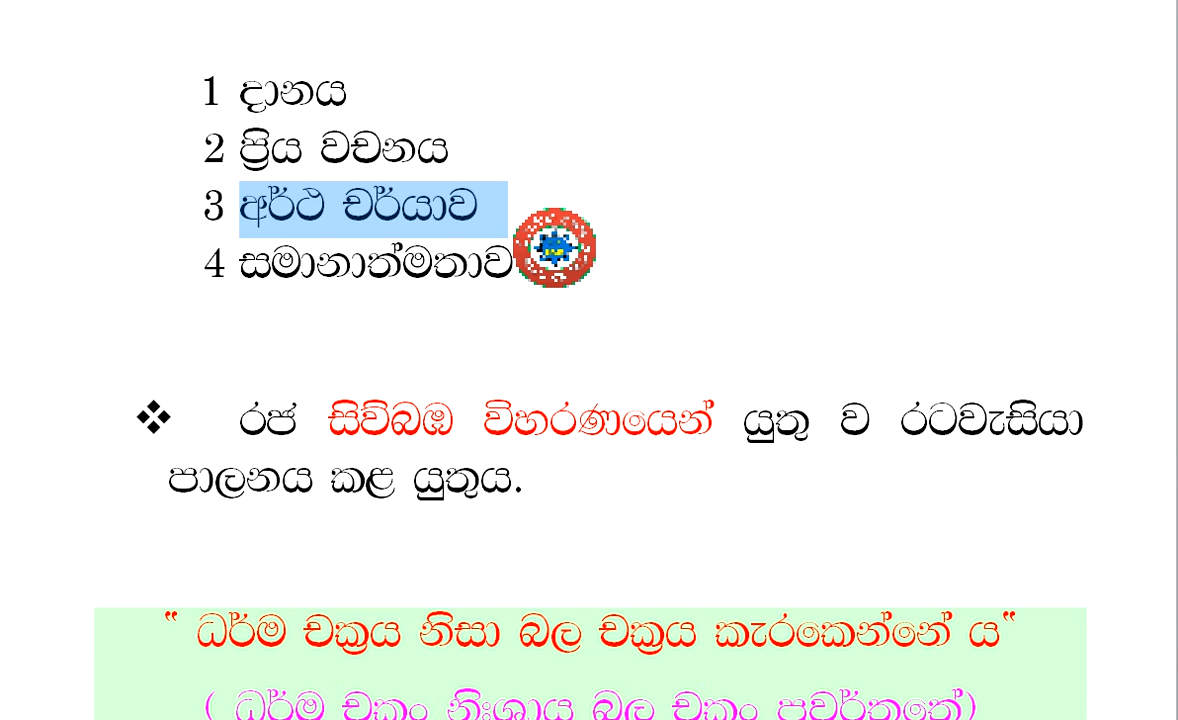 1 දානය
2 ප්‍රිය වචනය
3 අර්ථ චර්යාව
4 සමානාත්මතාව
❖ රජ සිව්බඹ විහරණයෙන් යුතු ව රටවැසියා
පාලනය කළ යුතුය.
“ ධර්ම චක්‍රය නිසා බල චක්‍රය කැරකෙන්නේ ය“
( ධර්ම චක්‍රං නිඃශ්‍රාය බල චක්‍රං පවර්තතේ)